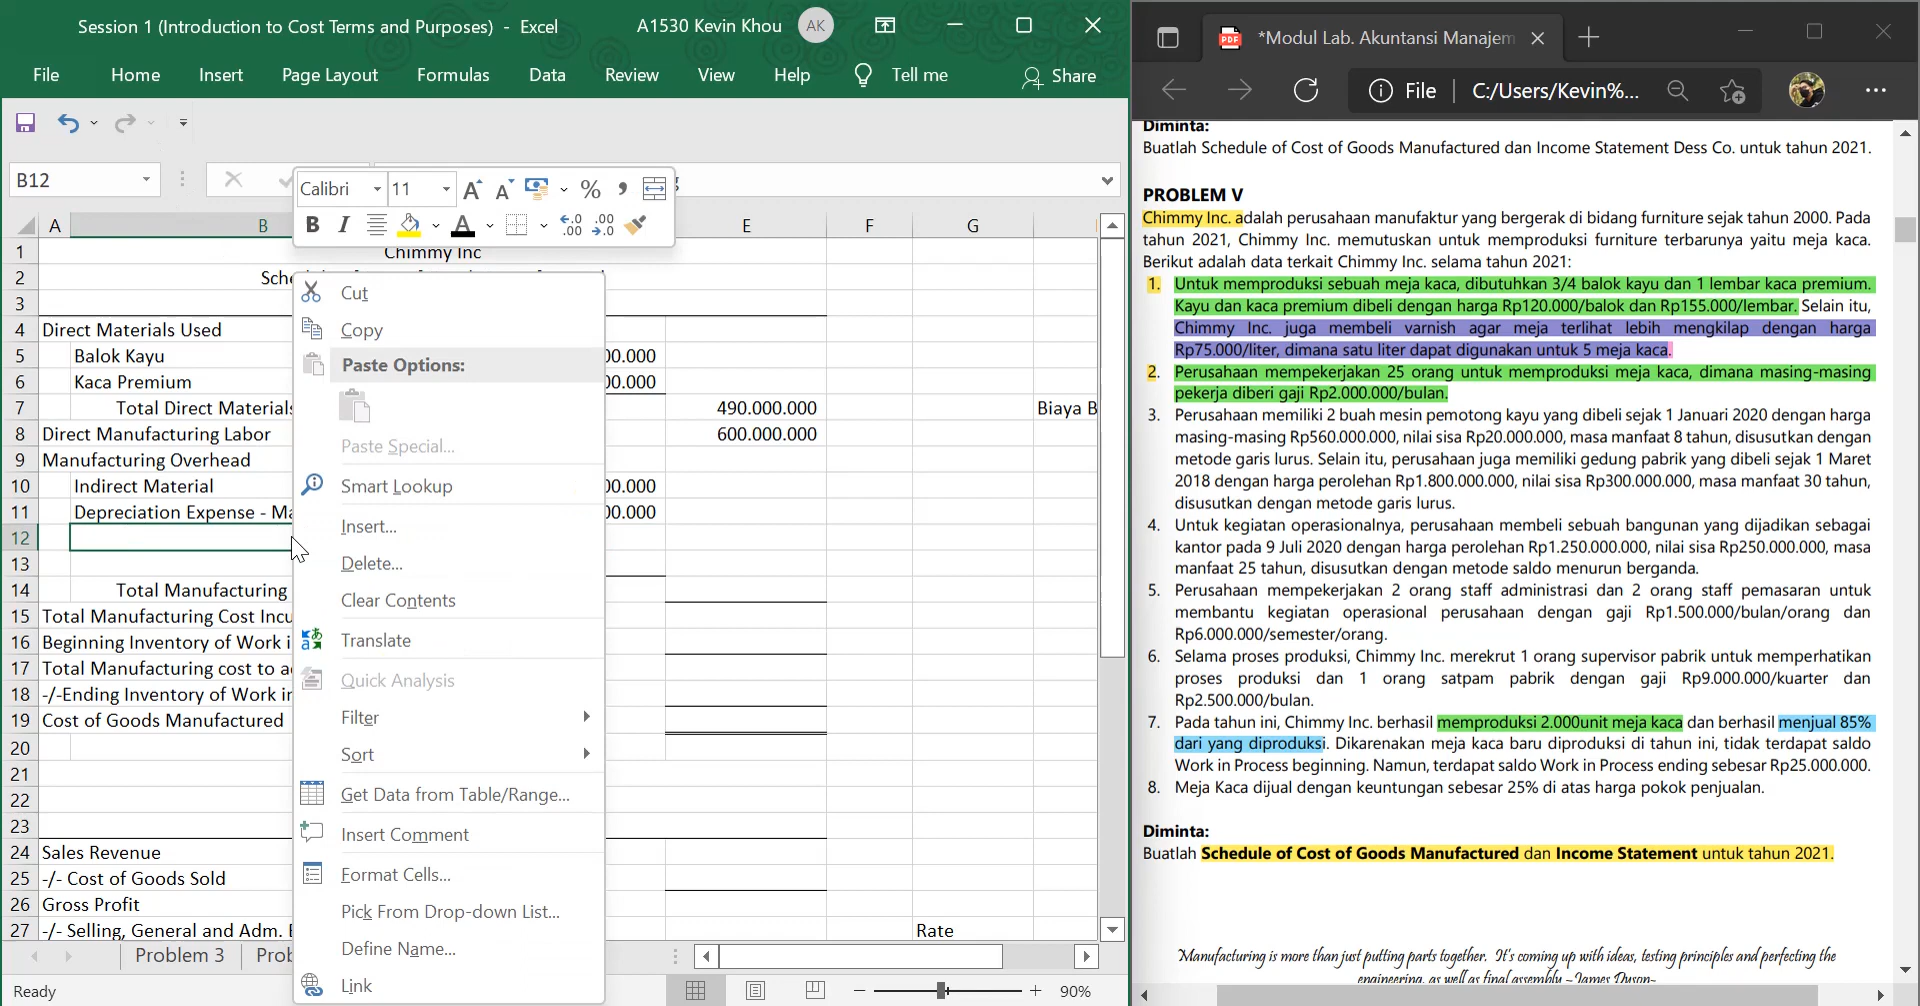 Session 1 (Introduction to Cost Terms and Purposes) - Excel
A1530 Kevin Khou
AK
File Home Insert Page Layout Formulas Data Review View Help Tell me Share
B12
Calibri 11
A B E F G
1 Chimmy Inc
2
3
4 Direct Materials Used
5 Balok Kayu
6 Kaca Premium
7 Total Direct Materials 490.000.000 Biaya B
8 Direct Manufacturing Labor 600.000.000
9 Manufacturing Overhead
10 Indirect Material 00.000
11 Depreciation Expense - Ma 00.000
12
13
14 Total Manufacturing
15 Total Manufacturing Cost Incu
16 Beginning Inventory of Work i
17 Total Manufacturing cost to a
18 -/-Ending Inventory of Work in
19 Cost of Goods Manufactured
20
21
22
23
24 Sales Revenue
25 -/- Cost of Goods Sold
26 Gross Profit
27 -/- Selling, General and Adm. E Rate
Cut
Copy
Paste Options:
Paste Special...
Smart Lookup
Insert...
Delete...
Clear Contents
Translate
Quick Analysis
Filter
Sort
Get Data from Table/Range...
Insert Comment
Format Cells...
Pick From Drop-down List...
Define Name...
Link
Problem 3 Prob
Ready 90%
PDF *Modul Lab. Akuntansi Manajem
File C:/Users/Kevin%...
Diminta:
Buatlah Schedule of Cost of Goods Manufactured dan Income Statement Dess Co. untuk tahun 2021.
PROBLEM V
Chimmy Inc. adalah perusahaan manufaktur yang bergerak di bidang furniture sejak tahun 2000. Pada
tahun 2021, Chimmy Inc. memutuskan untuk memproduksi furniture terbarunya yaitu meja kaca.
Berikut adalah data terkait Chimmy Inc. selama tahun 2021:
1. Untuk memproduksi sebuah meja kaca, dibutuhkan 3/4 balok kayu dan 1 lembar kaca premium.
Kayu dan kaca premium dibeli dengan harga Rp120.000/balok dan Rp155.000/lembar. Selain itu,
Chimmy Inc. juga membeli varnish agar meja terlihat lebih mengkilap dengan harga
Rp75.000/liter, dimana satu liter dapat digunakan untuk 5 meja kaca.
2. Perusahaan mempekerjakan 25 orang untuk memproduksi meja kaca, dimana masing-masing
pekerja diberi gaji Rp2.000.000/bulan.
3. Perusahaan memiliki 2 buah mesin pemotong kayu yang dibeli sejak 1 Januari 2020 dengan harga
masing-masing Rp560.000.000, nilai sisa Rp20.000.000, masa manfaat 8 tahun, disusutkan dengan
metode garis lurus. Selain itu, perusahaan juga memiliki gedung pabrik yang dibeli sejak 1 Maret
2018 dengan harga perolehan Rp1.800.000.000, nilai sisa Rp300.000.000, masa manfaat 30 tahun,
disusutkan dengan metode garis lurus.
4. Untuk kegiatan operasionalnya, perusahaan membeli sebuah bangunan yang dijadikan sebagai
kantor pada 9 Juli 2020 dengan harga perolehan Rp1.250.000.000, nilai sisa Rp250.000.000, masa
manfaat 25 tahun, disusutkan dengan metode saldo menurun berganda.
5. Perusahaan mempekerjakan 2 orang staff administrasi dan 2 orang staff pemasaran untuk
membantu kegiatan operasional perusahaan dengan gaji Rp1.500.000/bulan/orang dan
Rp6.000.000/semester/orang.
6. Selama proses produksi, Chimmy Inc. merekrut 1 orang supervisor pabrik untuk memperhatikan
proses produksi dan 1 orang satpam pabrik dengan gaji Rp9.000.000/kuarter dan
Rp2.500.000/bulan.
7. Pada tahun ini, Chimmy Inc. berhasil memproduksi 2.000unit meja kaca dan berhasil menjual 85%
dari yang diproduksi. Dikarenakan meja kaca baru diproduksi di tahun ini, tidak terdapat saldo
Work in Process beginning. Namun, terdapat saldo Work in Process ending sebesar Rp25.000.000.
8. Meja Kaca dijual dengan keuntungan sebesar 25% di atas harga pokok penjualan.
Diminta:
Buatlah Schedule of Cost of Goods Manufactured dan Income Statement untuk tahun 2021.
"Manufacturing is more than just putting parts together. It's coming up with ideas, testing principles and perfecting the
engineering, as well as final assembly ~James Dyson~